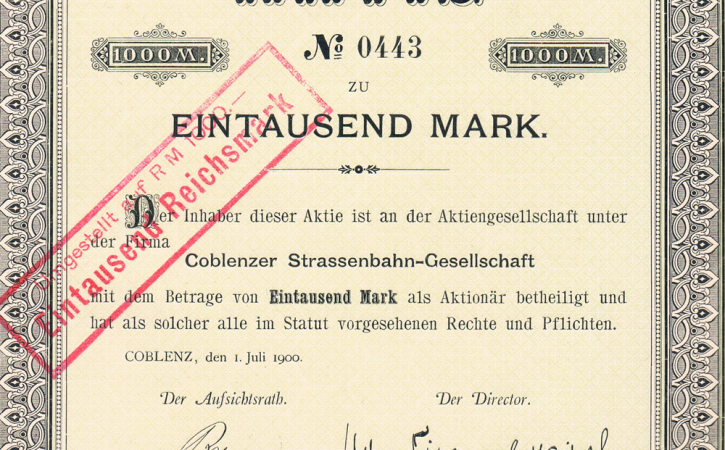 1000 M.
№ 0443
1000 M.
ZU
EINTAUSEND MARK.
Umgestellt auf RM 1000.—
Eintausend Reichsmark
Der Inhaber dieser Aktie ist an der Aktiengesellschaft unter
der Firma
Coblenzer Strassenbahn-Gesellschaft
mit dem Betrage von Eintausend Mark als Aktionär betheiligt und
hat als solcher alle im Statut vorgesehenen Rechte und Pflichten.
COBLENZ, den 1. Juli 1900.
Der Aufsichtsrath.
Der Director.